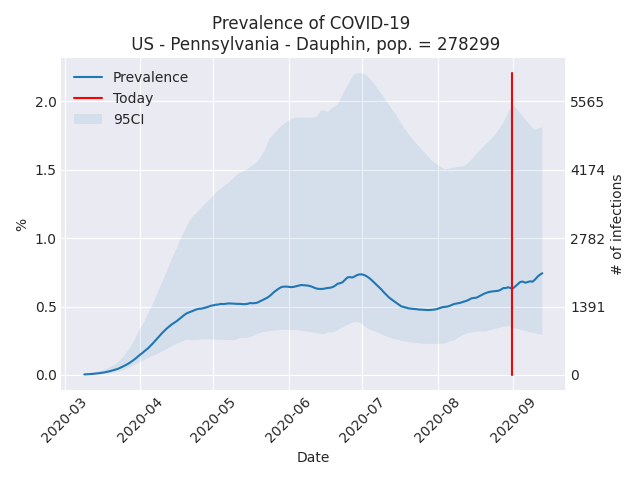 Prevalence of COVID-19
US - Pennsylvania - Dauphin, pop. = 278299
Prevalence
Today
95CI
2.0
1.5
1.0
0.5
0.0
%
5565
4174
2782
1391
0
# of infections
2020-03
2020-04
2020-05
2020-06
2020-07
2020-08
2020-09
Date